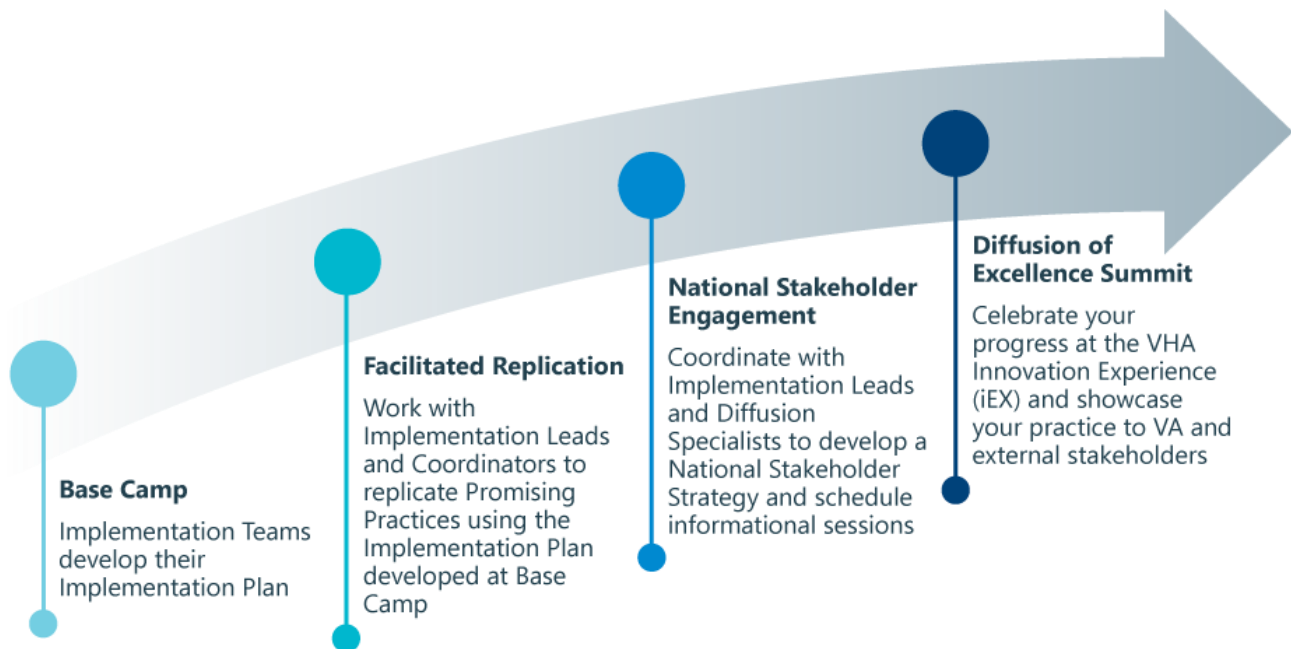 Base Camp
Implementation Teams
develop their
Implementation Plan
Facilitated Replication
Work with
Implementation Leads
and Coordinators to
replicate Promising
Practices using the
Implementation Plan
developed at Base
Camp
National Stakeholder
Engagement
Coordinate with
Implementation Leads
and Diffusion
Specialists to develop a
National Stakeholder
Strategy and schedule
informational sessions
Diffusion of
Excellence Summit
Celebrate your
progress at the VHA
Innovation Experience
(iEX) and showcase
your practice to VA and
external stakeholders